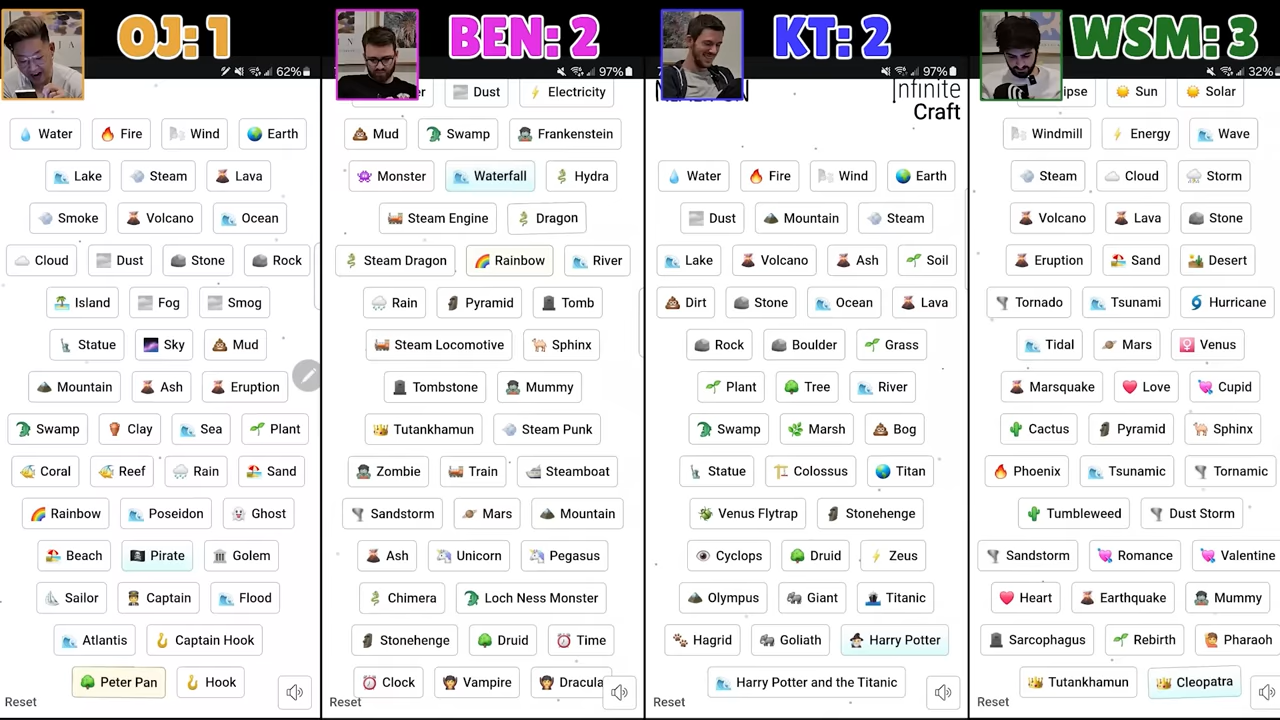 OJ: 1
62%
Water Fire Wind Earth
Lake Steam Lava
Smoke Volcano Ocean
Cloud Dust Stone Rock
Island Fog Smog
Statue Sky Mud
Mountain Ash Eruption
Swamp Clay Sea Plant
Coral Reef Rain Sand
Rainbow Poseidon Ghost
Beach Pirate Golem
Sailor Captain Flood
Atlantis Captain Hook
Peter Pan Hook
Reset
BEN: 2
97%
Dust Electricity
Mud Swamp Frankenstein
Monster Waterfall Hydra
Steam Engine Dragon
Steam Dragon Rainbow River
Rain Pyramid Tomb
Steam Locomotive Sphinx
Tombstone Mummy
Tutankhamun Steam Punk
Zombie Train Steamboat
Sandstorm Mars Mountain
Ash Unicorn Pegasus
Chimera Loch Ness Monster
Stonehenge Druid Time
Clock Vampire Dracula
Reset
KT: 2
97%
Infinite
Craft
Water Fire Wind Earth
Dust Mountain Steam
Lake Volcano Ash Soil
Dirt Stone Ocean Lava
Rock Boulder Grass
Plant Tree River
Swamp Marsh Bog
Statue Colossus Titan
Venus Flytrap Stonehenge
Cyclops Druid Zeus
Olympus Giant Titanic
Hagrid Goliath Harry Potter
Harry Potter and the Titanic
Reset
WSM: 3
32%
ipse Sun Solar
Windmill Energy Wave
Steam Cloud Storm
Volcano Lava Stone
Eruption Sand Desert
Tornado Tsunami Hurricane
Tidal Mars Venus
Marsquake Love Cupid
Cactus Pyramid Sphinx
Phoenix Tsunamic Tornamic
Tumbleweed Dust Storm
Sandstorm Romance Valentine
Heart Earthquake Mummy
Sarcophagus Rebirth Pharaoh
Tutankhamun Cleopatra
Reset